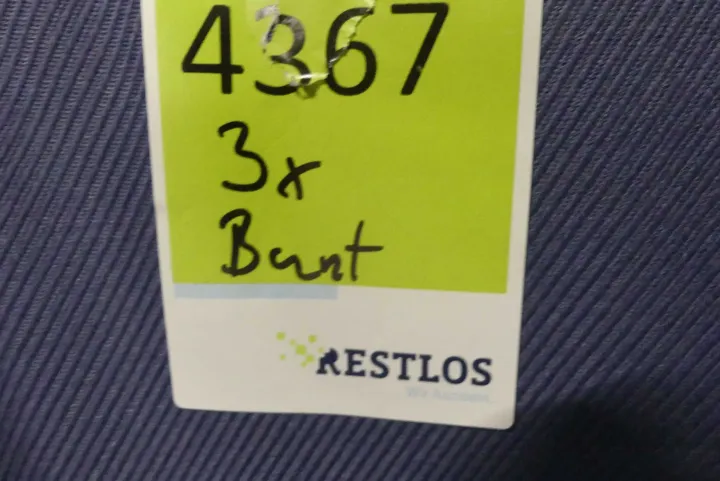 4367
3x
Bunt
RESTLOS